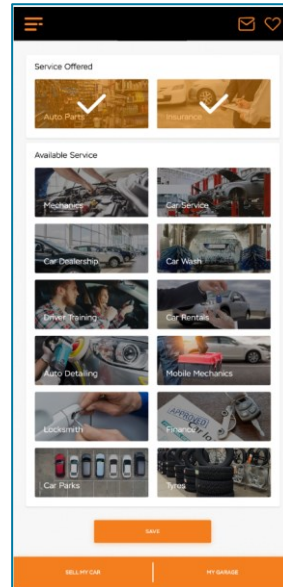 Service Offered
Auto Parts
Insurance
Available Service
Mechanics
Car Service
Car Dealership
Car Wash
Driver Training
Car Rentals
Auto Detailing
Mobile Mechanics
Locksmith
APPROVED
Finance
Car Parks
Tyres
SAVE
SELL MY CAR
MY GARAGE